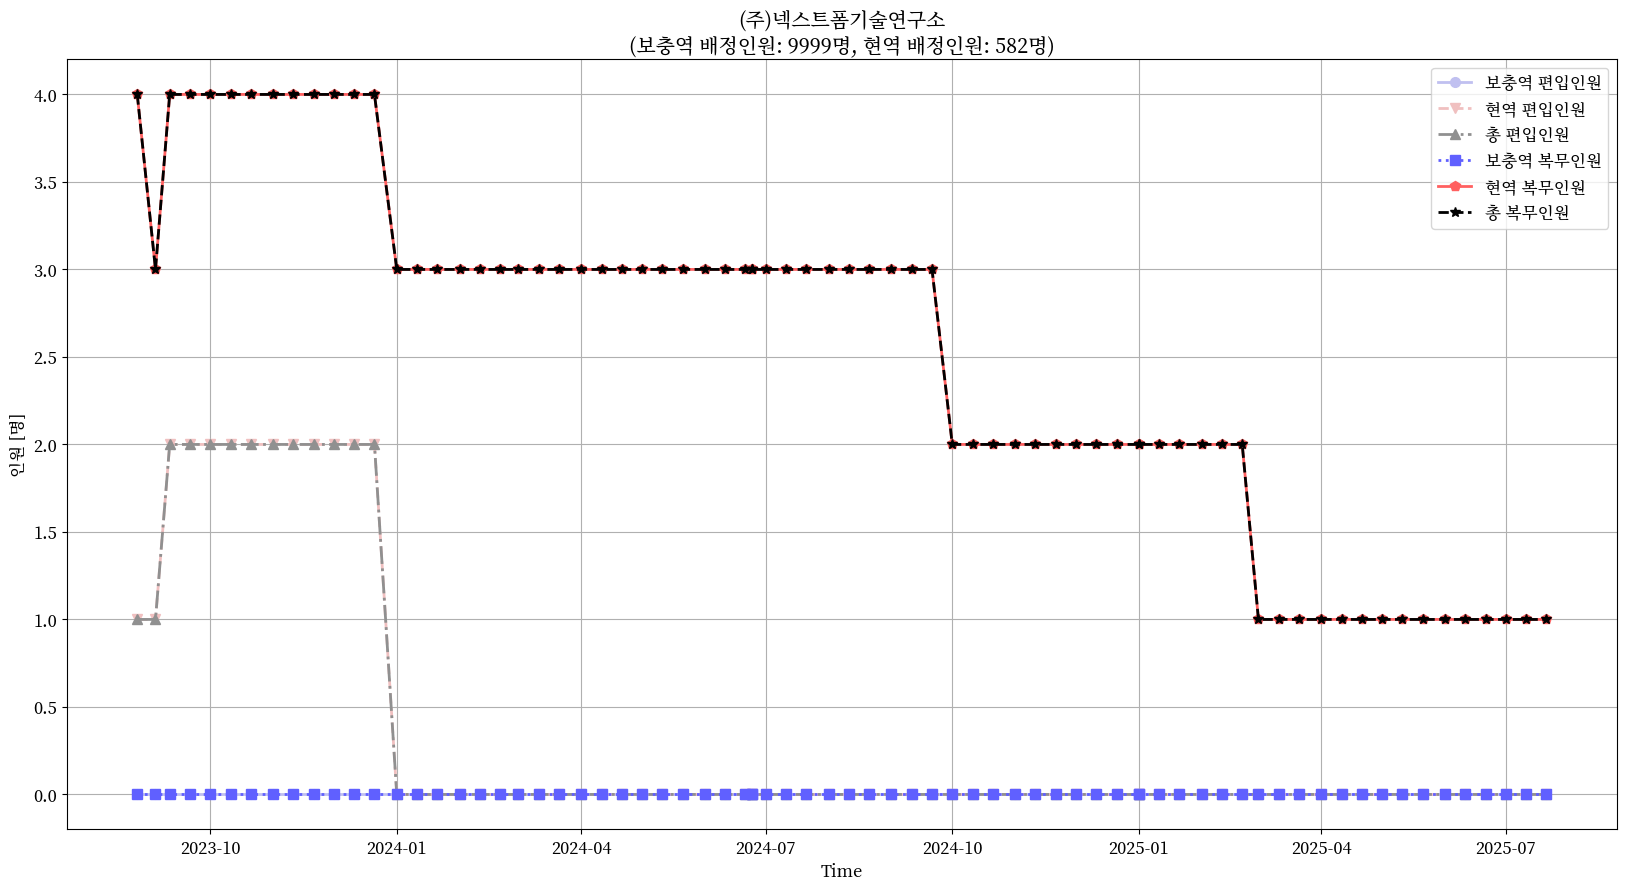 (주)넥스트폼기술연구소
(보충역 배정인원: 9999명, 현역 배정인원: 582명)
보충역 편입인원
현역 편입인원
총 편입인원
보충역 복무인원
현역 복무인원
총 복무인원
인원 [명]
4.0
3.5
3.0
2.5
2.0
1.5
1.0
0.5
0.0
2023-10
2024-01
2024-04
2024-07
2024-10
2025-01
2025-04
2025-07
Time